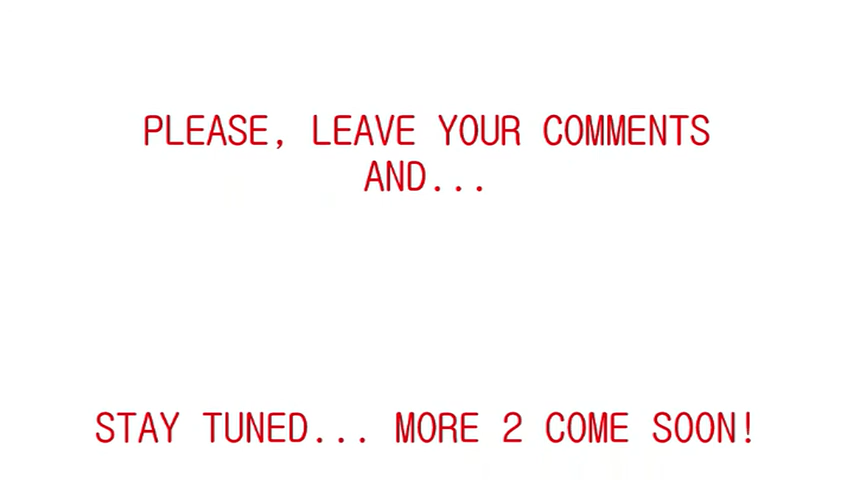 PLEASE, LEAVE YOUR COMMENTS
AND...
STAY TUNED... MORE 2 COME SOON!